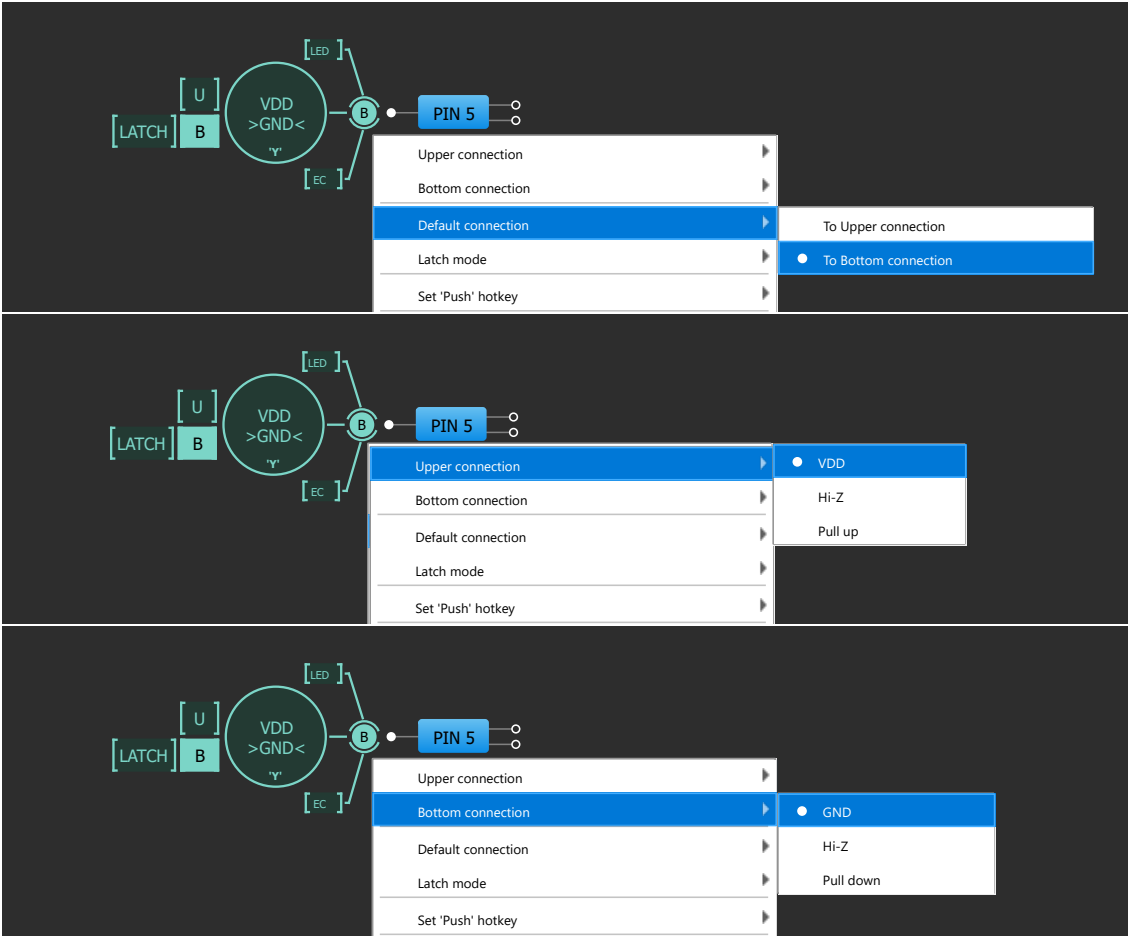 [LED ]
[ U ]
VDD
>GND<
B
PIN 5
[LATCH]
B
'Y'
[ EC ]
Upper connection
Bottom connection
Default connection
To Upper connection
Latch mode
To Bottom connection
Set 'Push' hotkey
[LED ]
[ U ]
VDD
>GND<
B
PIN 5
[LATCH]
B
'Y'
[ EC ]
Upper connection
VDD
Bottom connection
Hi-Z
Default connection
Pull up
Latch mode
Set 'Push' hotkey
[LED ]
[ U ]
VDD
>GND<
B
PIN 5
[LATCH]
B
'Y'
[ EC ]
Upper connection
Bottom connection
GND
Default connection
Hi-Z
Latch mode
Pull down
Set 'Push' hotkey